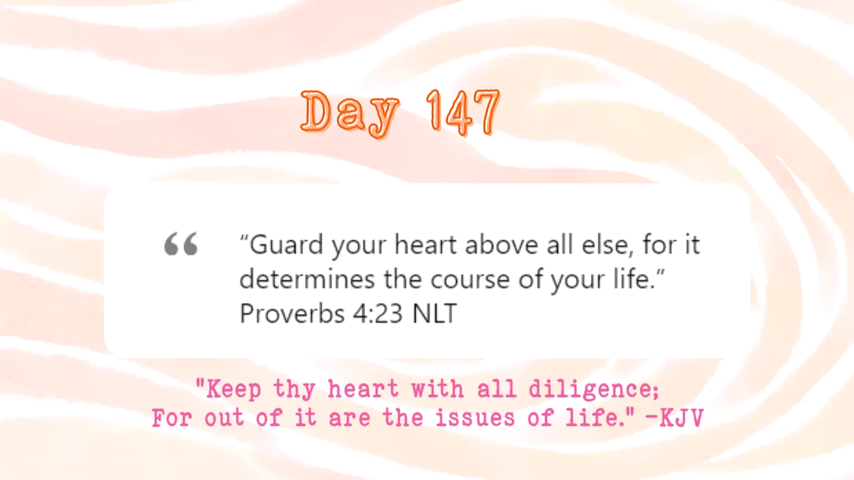 Day 147
“Guard your heart above all else, for it
determines the course of your life.”
Proverbs 4:23 NLT
"Keep thy heart with all diligence;
For out of it are the issues of life." -KJV